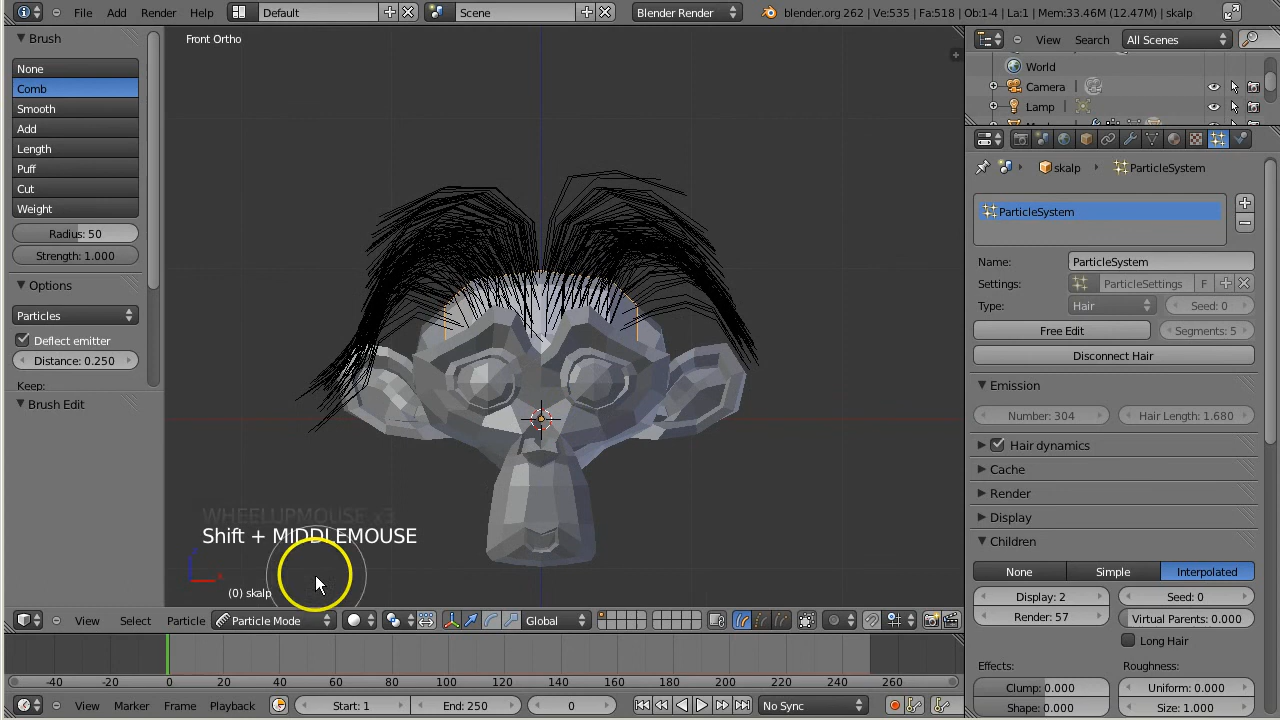 File Add Render Help Default Scene Blender Render blender.org 262 | Ve:535 | Fa:518 | Ob:1-4 | La:1 | Mem:33.46M (12.47M) | skalp
Brush
None
Comb
Smooth
Add
Length
Puff
Cut
Weight
Radius: 50
Strength: 1.000
Options
Particles
Deflect emitter
Distance: 0.250
Keep:
Brush Edit
Front Ortho
WHEELUPMOUSE x3
Shift + MIDDLEMOUSE
(0) skalp
View Select Particle Particle Mode Global
-40 -20 0 20 40 60 80 100 120 140 160 180 200 220 240 260
View Marker Frame Playback Start: 1 End: 250 0 No Sync
View Search All Scenes
World
Camera
Lamp
skalp ParticleSystem
ParticleSystem
Name: ParticleSystem
Settings: ParticleSettings F
Type: Hair Seed: 0
Free Edit Segments: 5
Disconnect Hair
Emission
Number: 304 Hair Length: 1.680
Hair dynamics
Cache
Render
Display
Children
None Simple Interpolated
Display: 2 Seed: 0
Render: 57 Virtual Parents: 0.000
Long Hair
Effects: Roughness:
Clump: 0.000 Uniform: 0.000
Shape: 0.000 Size: 1.000